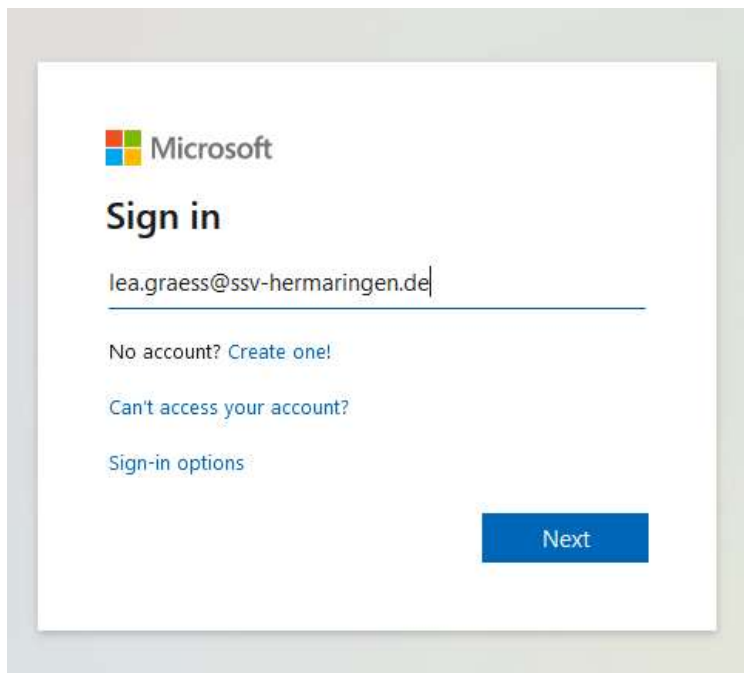 Microsoft
Sign in
lea.graess@ssv-hermaringen.de
No account? Create one!
Can't access your account?
Sign-in options
Next